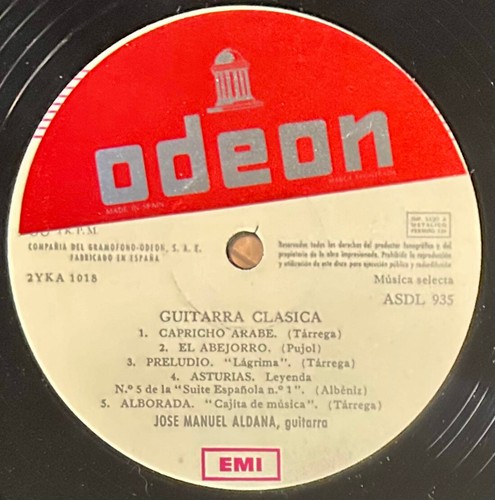 odeon
MADE IN SPAIN
MARCA REGISTRADA
R.P.M.
COMPAÑIA DEL GRAMOFONO-ODEON, S. A. E.
FABRICADO EN ESPAÑA
Reservados todos los derechos del productor fonográfico y del
propietario de la obra impresionada. Prohibida la reproducción
y utilización de este disco para ejecución pública y radiodifusión
2YKA 1018
Música selecta
ASDL 935
GUITARRA CLASICA
1. CAPRICHO ARABE. (Tárrega)
2. EL ABEJORRO. (Pujol)
3. PRELUDIO. "Lágrima". (Tárrega)
4. ASTURIAS. Leyenda
N.º 5 de la "Suite Española n.º 1". (Albéniz)
5. ALBORADA. "Cajita de música". (Tárrega)
JOSE MANUEL ALDANA, guitarra
EMI